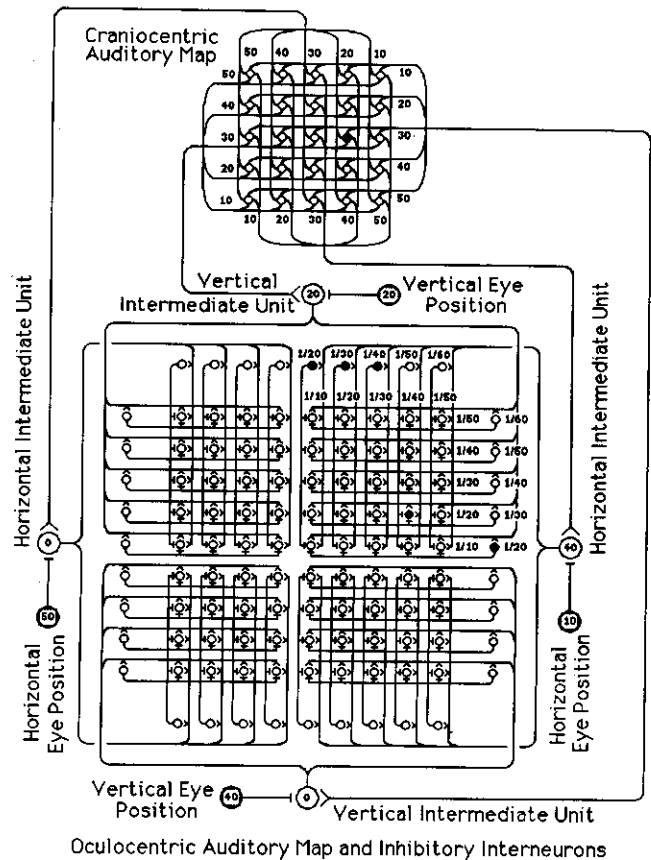 Craniocentric
Auditory Map
50 40 30 20 10
50 10
40 20
30 30
20 40
10 50
10 20 30 40 50
Vertical
Intermediate Unit
20
20
Vertical Eye
Position
Horizontal Intermediate Unit
Horizontal Intermediate Unit
1/20 1/30 1/40 1/50 1/60
1/10 1/20 1/30 1/40 1/50
1/50 1/60
1/40 1/50
1/30 1/40
1/20 1/30
1/10 1/20
0
40
50
10
Horizontal
Eye Position
Horizontal
Eye Position
Vertical Eye
Position
40
0
Vertical Intermediate Unit
Oculocentric Auditory Map and Inhibitory Interneurons